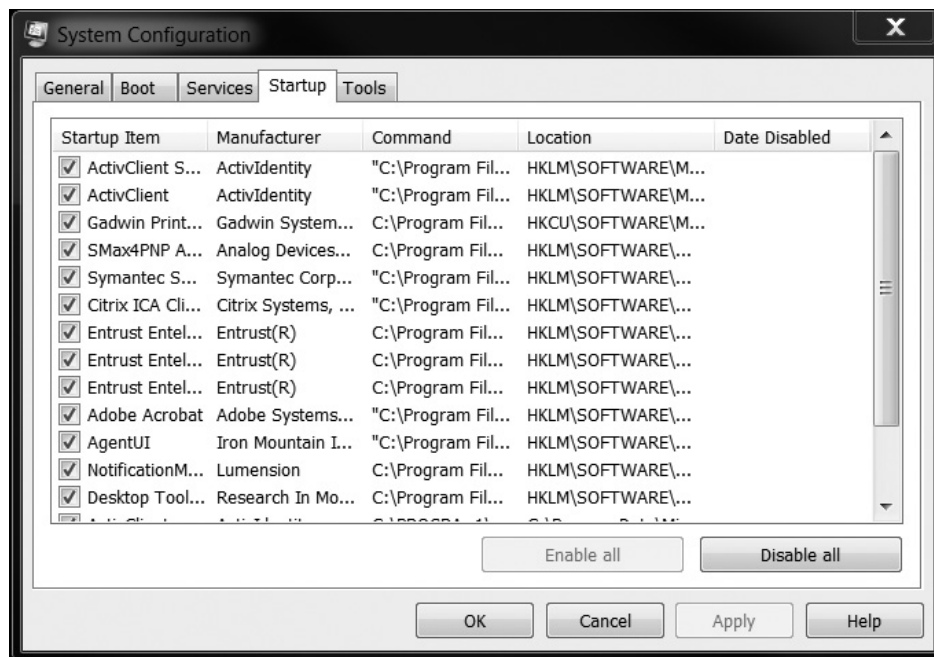 System Configuration
General Boot Services Startup Tools
Startup Item Manufacturer Command Location Date Disabled
ActivClient S... ActivIdentity "C:\Program Fil... HKLM\SOFTWARE\M...
ActivClient ActivIdentity "C:\Program Fil... HKLM\SOFTWARE\M...
Gadwin Print... Gadwin System... C:\Program Fil... HKCU\SOFTWARE\M...
SMax4PNP A... Analog Devices... C:\Program Fil... HKLM\SOFTWARE\...
Symantec S... Symantec Corp... "C:\Program Fil... HKLM\SOFTWARE\...
Citrix ICA Cli... Citrix Systems, ... "C:\Program Fil... HKLM\SOFTWARE\...
Entrust Entel... Entrust(R) C:\Program Fil... HKLM\SOFTWARE\...
Entrust Entel... Entrust(R) C:\Program Fil... HKLM\SOFTWARE\...
Entrust Entel... Entrust(R) C:\Program Fil... HKLM\SOFTWARE\...
Adobe Acrobat Adobe Systems... "C:\Program Fil... HKLM\SOFTWARE\...
AgentUI Iron Mountain I... "C:\Program Fil... HKLM\SOFTWARE\...
NotificationM... Lumension C:\Program Fil... HKLM\SOFTWARE\...
Desktop Tool... Research In Mo... C:\Program Fil... HKLM\SOFTWARE\...
Enable all Disable all
OK Cancel Apply Help